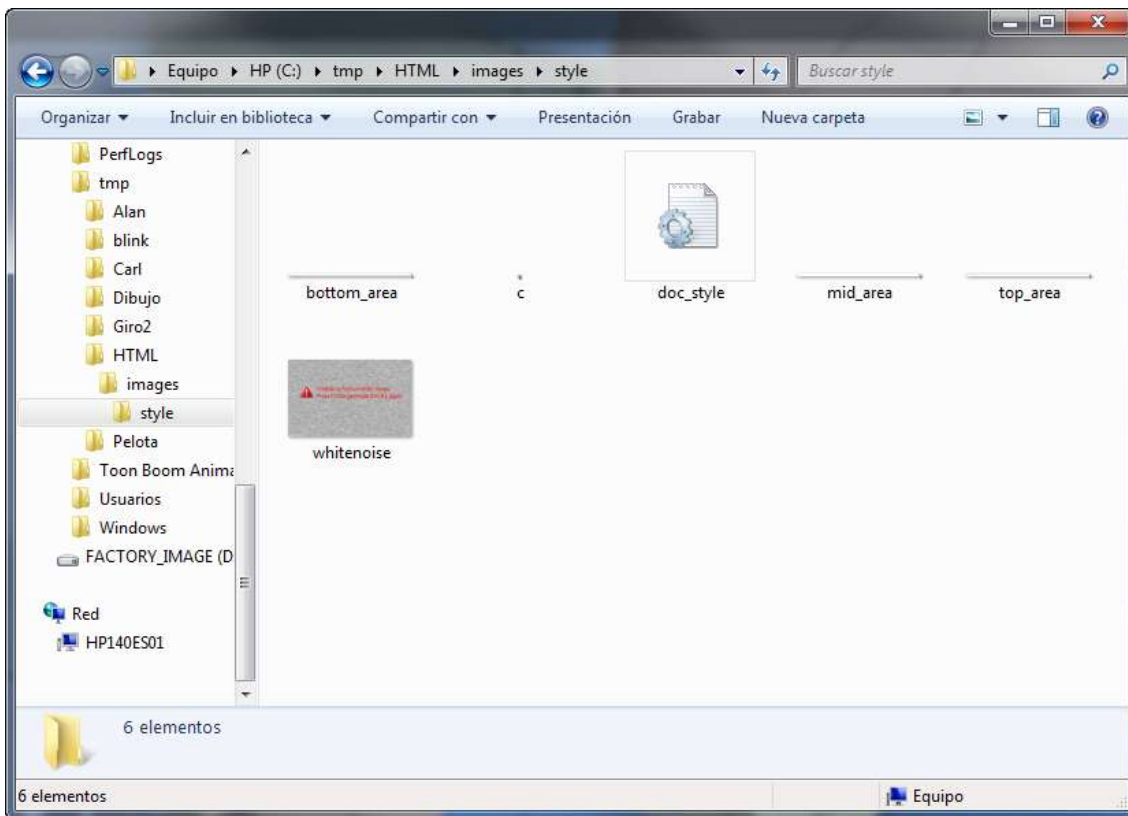 Equipo HP (C:) tmp HTML images style Buscar style
Organizar Incluir en biblioteca Compartir con Presentación Grabar Nueva carpeta
PerfLogs
tmp
Alan
blink
Carl
Dibujo
Giro2
HTML
images
style
Pelota
Toon Boom Anima
Usuarios
Windows
FACTORY_IMAGE (D
Red
HP140ES01
bottom_area c doc_style mid_area top_area
whitenoise
6 elementos
6 elementos Equipo